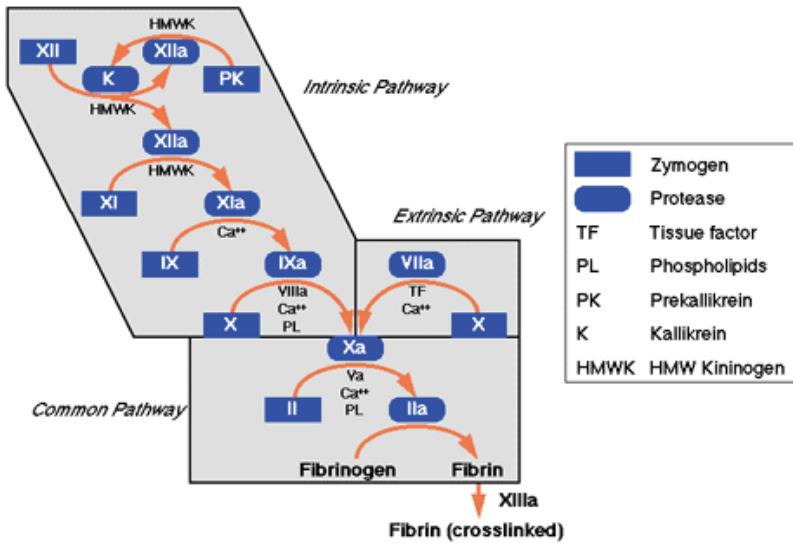 HMWK
XII
XIIa
K
PK
HMWK
Intrinsic Pathway
XIIa
HMWK
XI
XIa
Ca++
IX
IXa
VIIIa
Ca++
PL
X
Extrinsic Pathway
VIIa
TF
Ca++
X
Xa
Va
Ca++
PL
Common Pathway
II
IIa
Fibrinogen
Fibrin
XIIIa
Fibrin (crosslinked)
Zymogen
Protease
TF Tissue factor
PL Phospholipids
PK Prekallikrein
K Kallikrein
HMWK HMW Kininogen